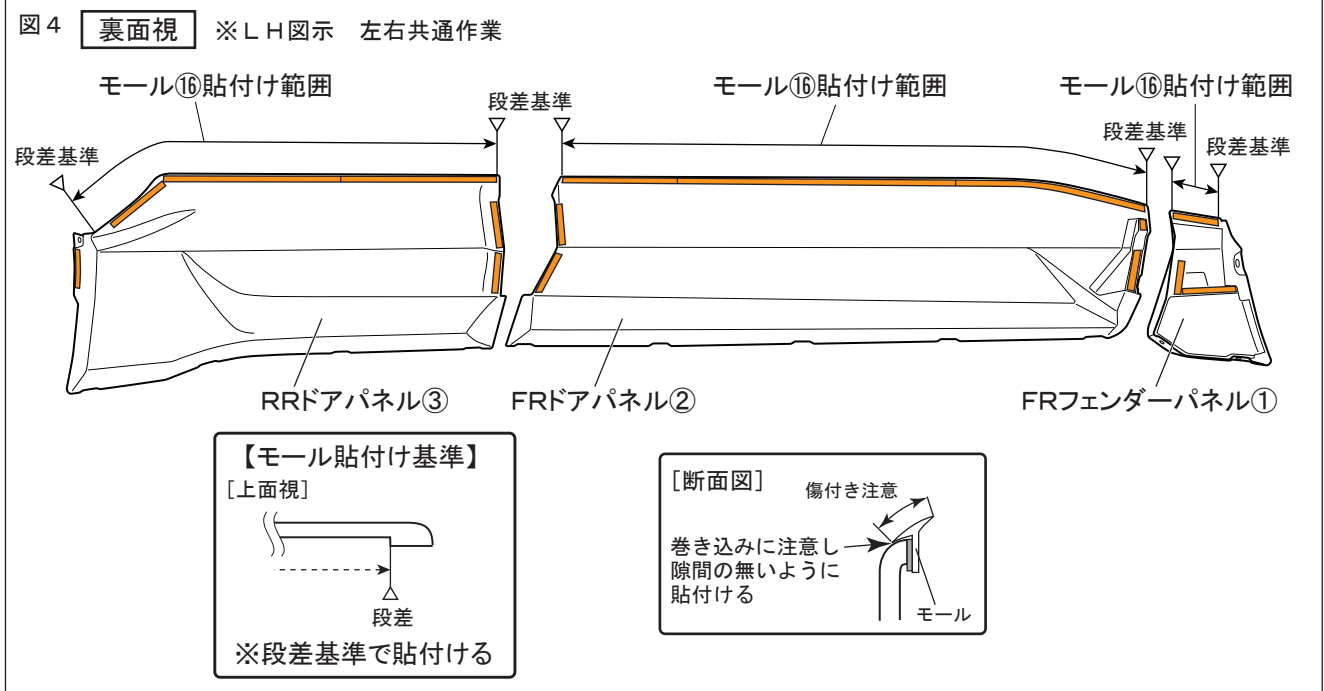 図4 裏面視 ※LH図示 左右共通作業
モール⑯貼付け範囲
モール⑯貼付け範囲
モール⑯貼付け範囲
段差基準
段差基準
段差基準
段差基準
段差基準
RRドアパネル③
FRドアパネル②
FRフェンダーパネル①
【モール貼付け基準】
[上面視]
段差
※段差基準で貼付ける
[断面図]
傷付き注意
巻き込みに注意し
隙間の無いように
貼付ける
モール